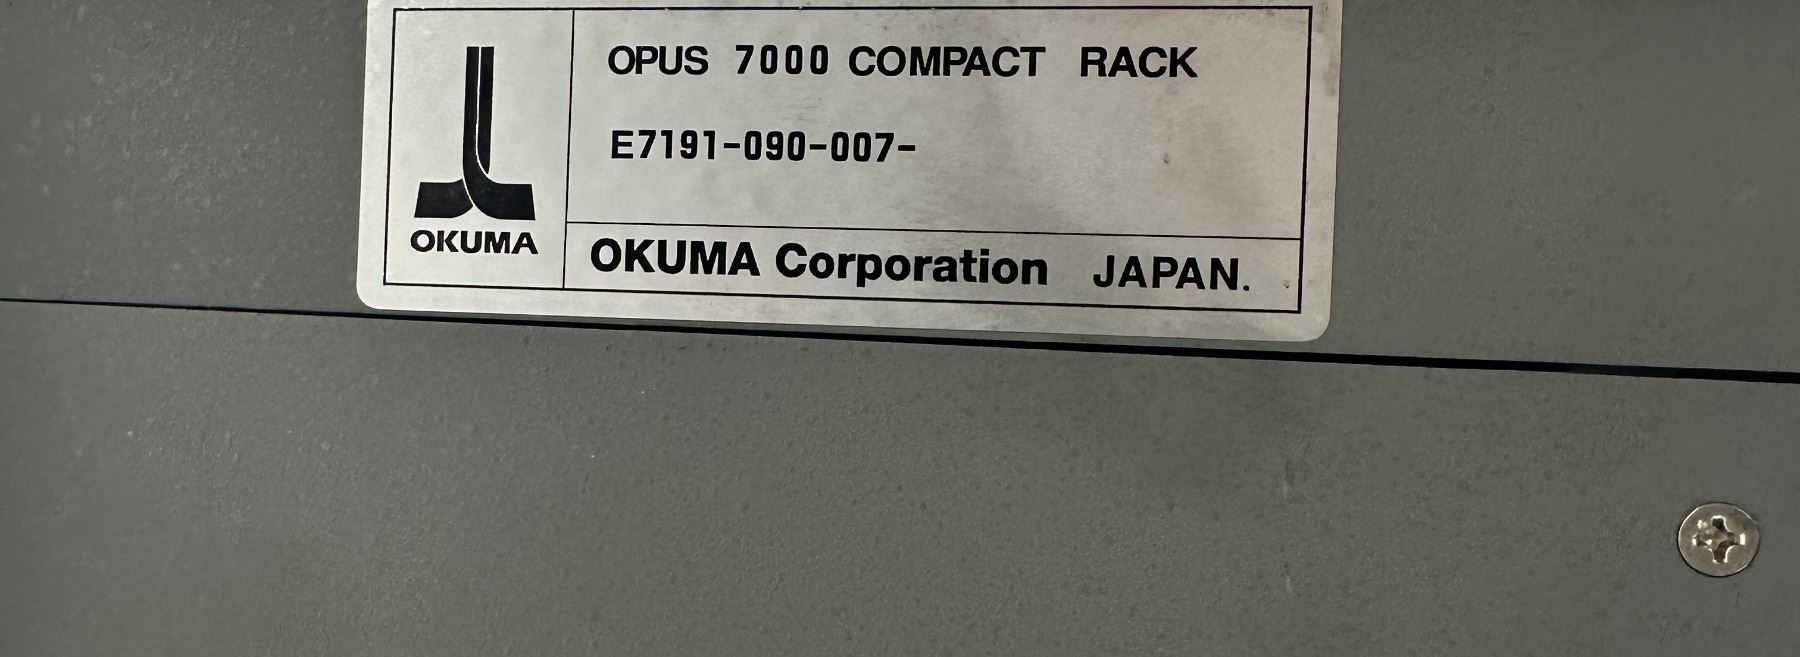 OPUS 7000 COMPACT RACK
E7191-090-007-
OKUMA
OKUMA Corporation JAPAN.